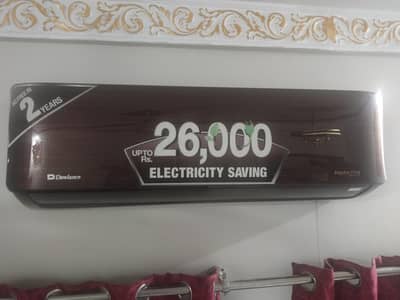 2 YEARS
26,000
UPTO
Rs.
ELECTRICITY SAVING
Dawlance